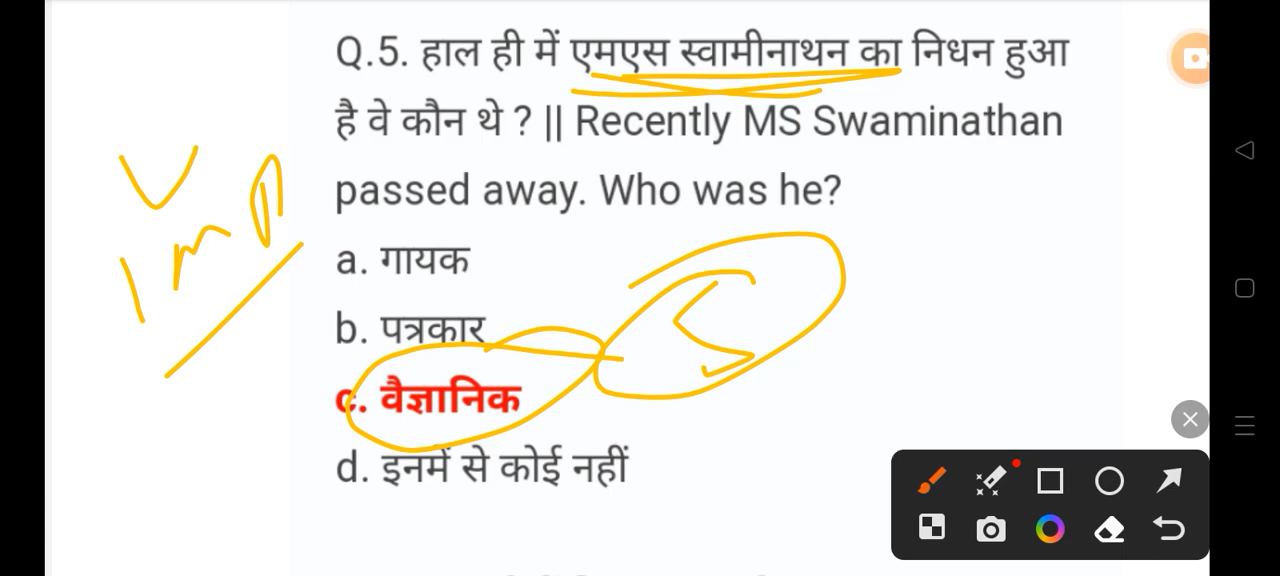 Q.5. हाल ही में एमएस स्वामीनाथन का निधन हुआ
है वे कौन थे ? || Recently MS Swaminathan
passed away. Who was he?
V
Imp
a. गायक
b. पत्रकार
c. वैज्ञानिक
d. इनमें से कोई नहीं